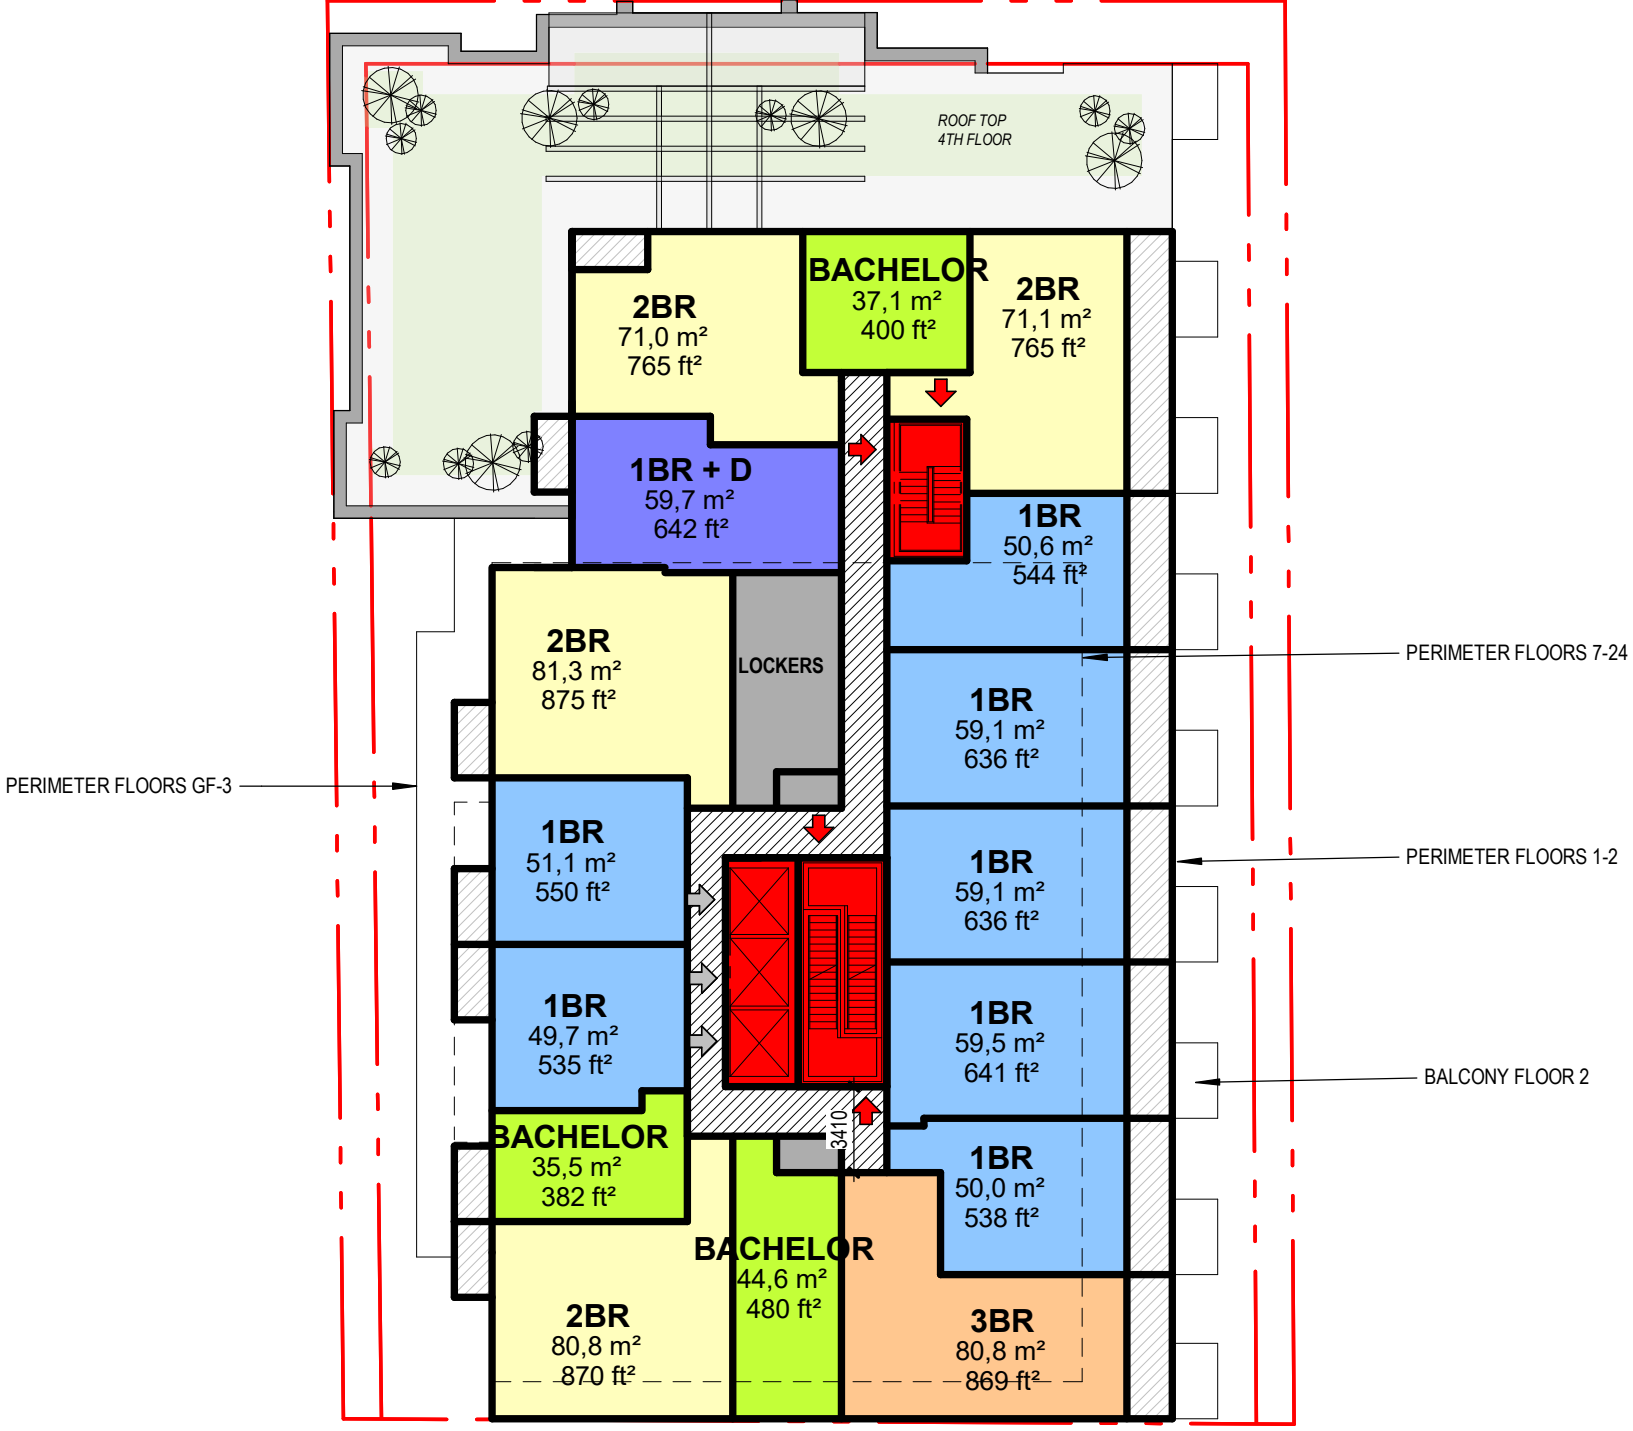 ROOF TOP
4TH FLOOR
BACHELOR
37,1 m²
400 ft²
2BR
71,0 m²
765 ft²
2BR
71,1 m²
765 ft²
1BR + D
59,7 m²
642 ft²
1BR
50,6 m²
544 ft²
2BR
81,3 m²
875 ft²
LOCKERS
PERIMETER FLOORS 7-24
1BR
59,1 m²
636 ft²
PERIMETER FLOORS GF-3
1BR
51,1 m²
550 ft²
1BR
59,1 m²
636 ft²
PERIMETER FLOORS 1-2
1BR
49,7 m²
535 ft²
1BR
59,5 m²
641 ft²
BALCONY FLOOR 2
3410
BACHELOR
35,5 m²
382 ft²
1BR
50,0 m²
538 ft²
BACHELOR
44,6 m²
480 ft²
2BR
80,8 m²
870 ft²
3BR
80,8 m²
869 ft²